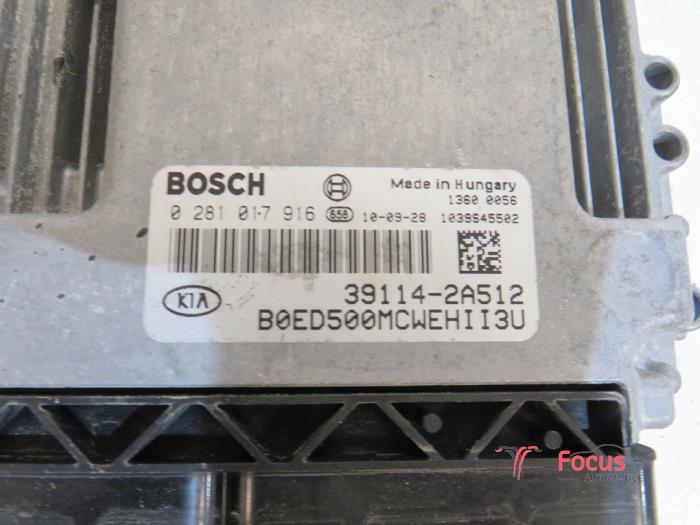 BOSCH
Made in Hungary
1360 0056
0 281 017 916 656 10-09-28 1039S45502
KIA
39114-2A512
B0ED500MCWEHII3U
Focus
AUTOMOTIVE